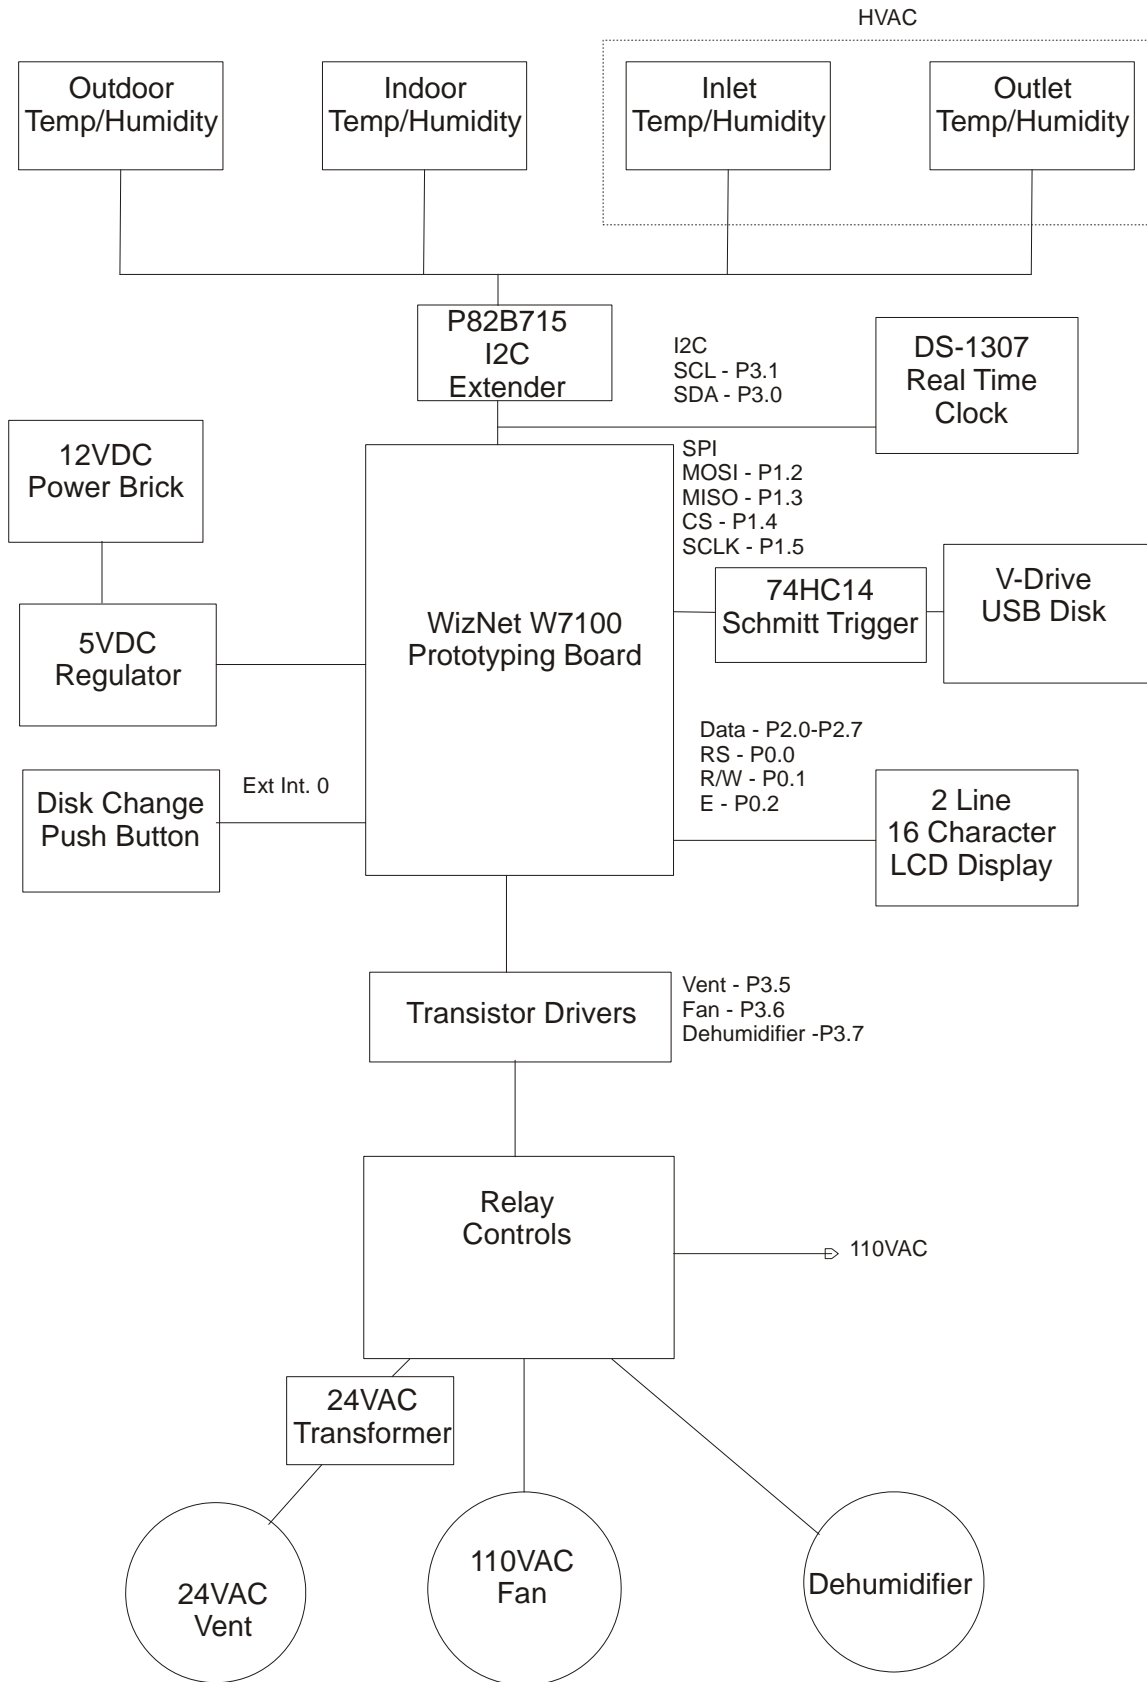 HVAC
Outdoor
Temp/Humidity
Indoor
Temp/Humidity
Inlet
Temp/Humidity
Outlet
Temp/Humidity
P82B715
I2C
Extender
I2C
SCL - P3.1
SDA - P3.0
DS-1307
Real Time
Clock
12VDC
Power Brick
SPI
MOSI - P1.2
MISO - P1.3
CS - P1.4
SCLK - P1.5
5VDC
Regulator
WizNet W7100
Prototyping Board
74HC14
Schmitt Trigger
V-Drive
USB Disk
Disk Change
Push Button
Ext Int. 0
Data - P2.0-P2.7
RS - P0.0
R/W - P0.1
E - P0.2
2 Line
16 Character
LCD Display
Transistor Drivers
Vent - P3.5
Fan - P3.6
Dehumidifier -P3.7
Relay
Controls
110VAC
24VAC
Transformer
24VAC
Vent
110VAC
Fan
Dehumidifier